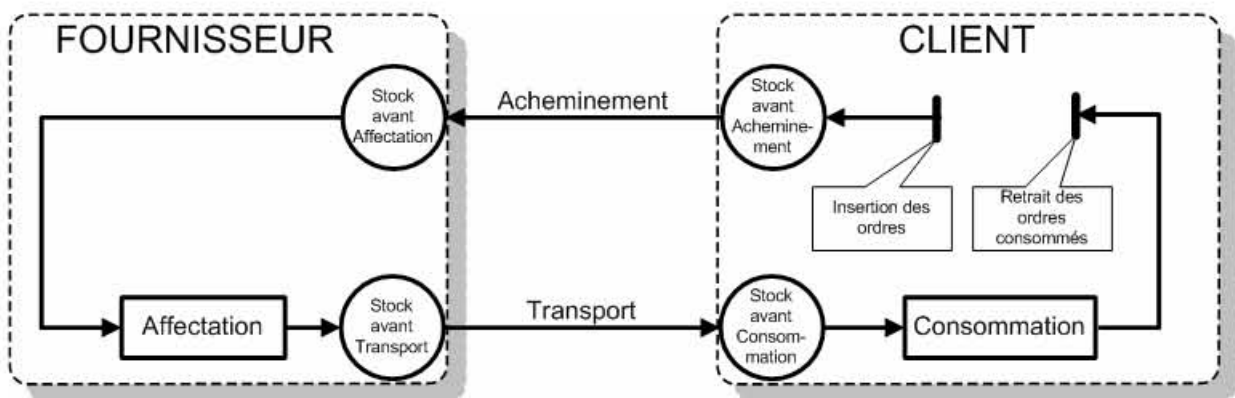 FOURNISSEUR
CLIENT
Stock
avant
Affectation
Acheminement
Stock
avant
Achemine-
ment
Insertion des
ordres
Retrait des
ordres
consommés
Affectation
Stock
avant
Transport
Transport
Stock
avant
Consom-
mation
Consommation